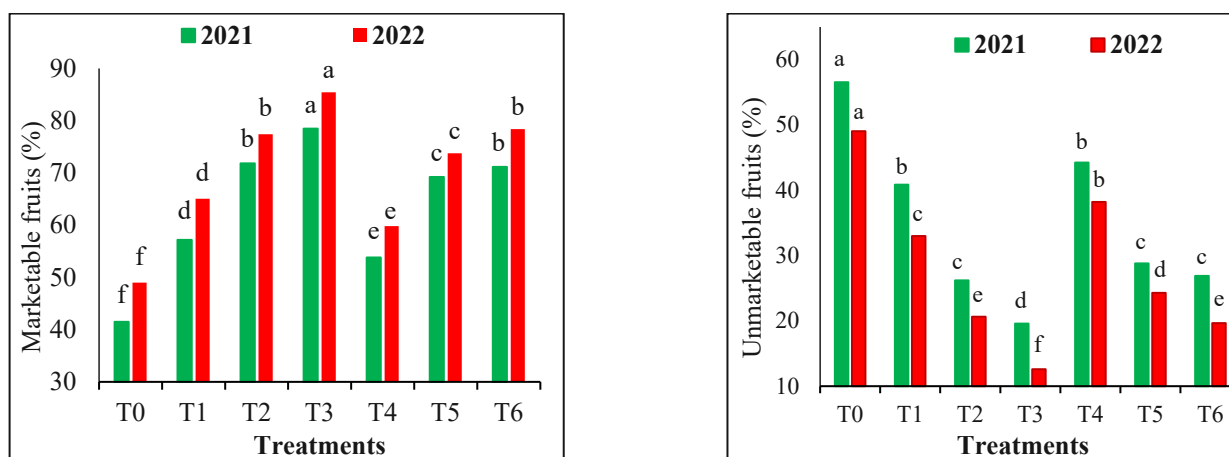 2021 2022
Marketable fruits (%)
90
80
70
60
50
40
30
f f d d b b a a e e c c b b
T0 T1 T2 T3 T4 T5 T6
Treatments
2021 2022
Unmarketable fruits (%)
60
50
40
30
20
10
a a b c c e d f b b c d c e
T0 T1 T2 T3 T4 T5 T6
Treatments